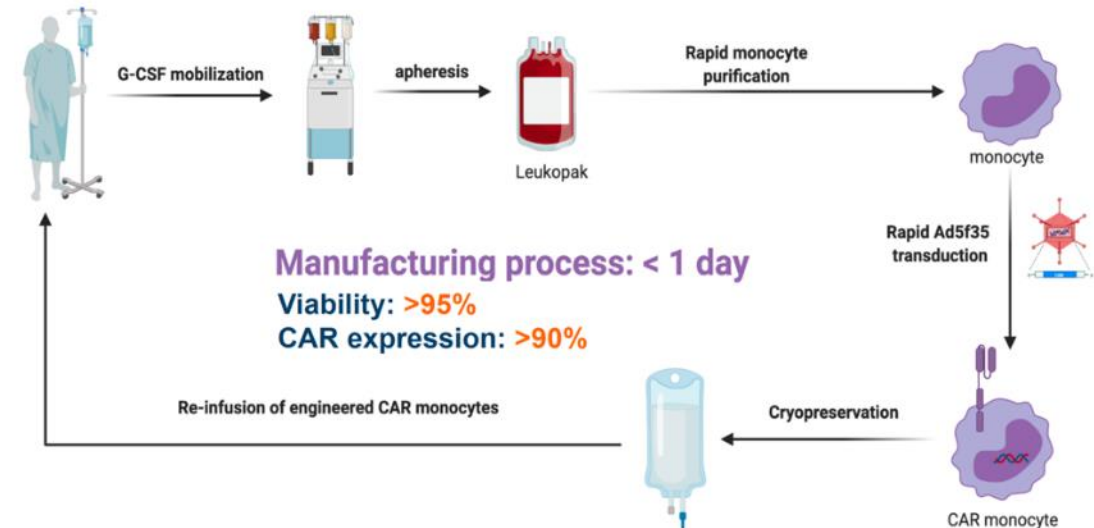 G-CSF mobilization
apheresis
Leukopak
Rapid monocyte
purification
monocyte
Rapid Ad5f35
transduction
Manufacturing process: < 1 day
Viability: >95%
CAR expression: >90%
Re-infusion of engineered CAR monocytes
Cryopreservation
CAR monocyte